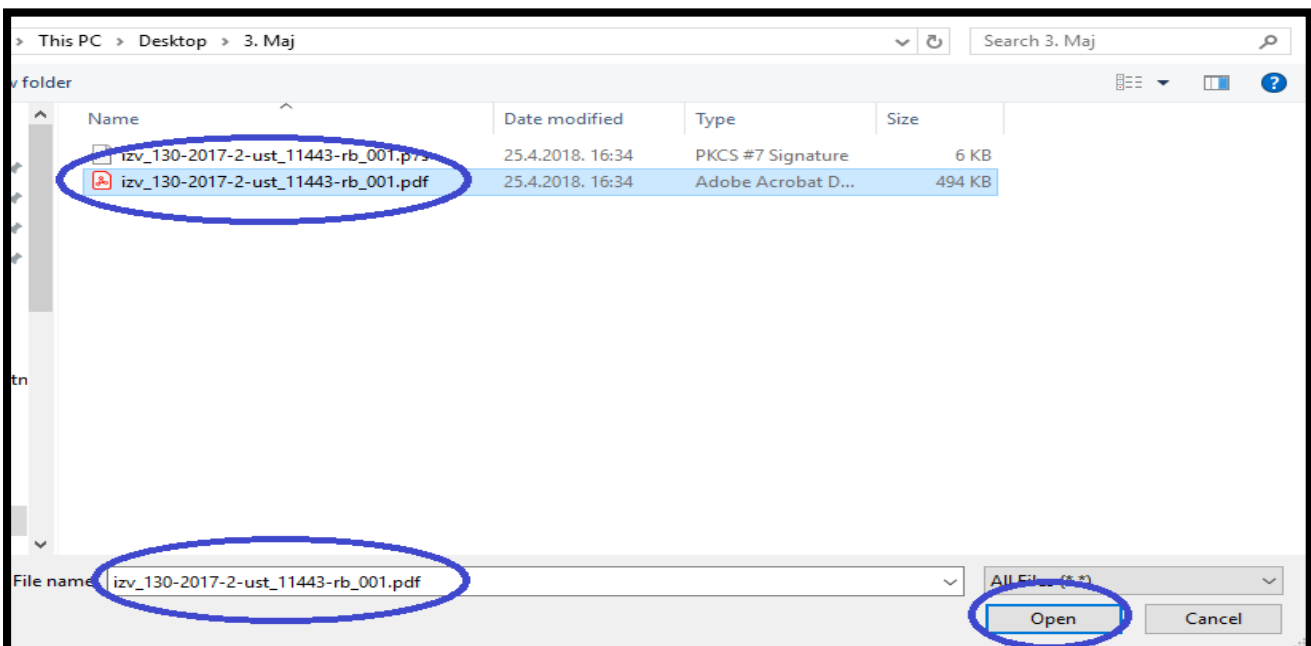 > This PC > Desktop > 3. Maj Search 3. Maj
folder
Name Date modified Type Size
izv_130-2017-2-ust_11443-rb_001.p7s 25.4.2018. 16:34 PKCS #7 Signature 6 KB
izv_130-2017-2-ust_11443-rb_001.pdf 25.4.2018. 16:34 Adobe Acrobat D... 494 KB
tn
File name izv_130-2017-2-ust_11443-rb_001.pdf All Files (*.*)
Open Cancel